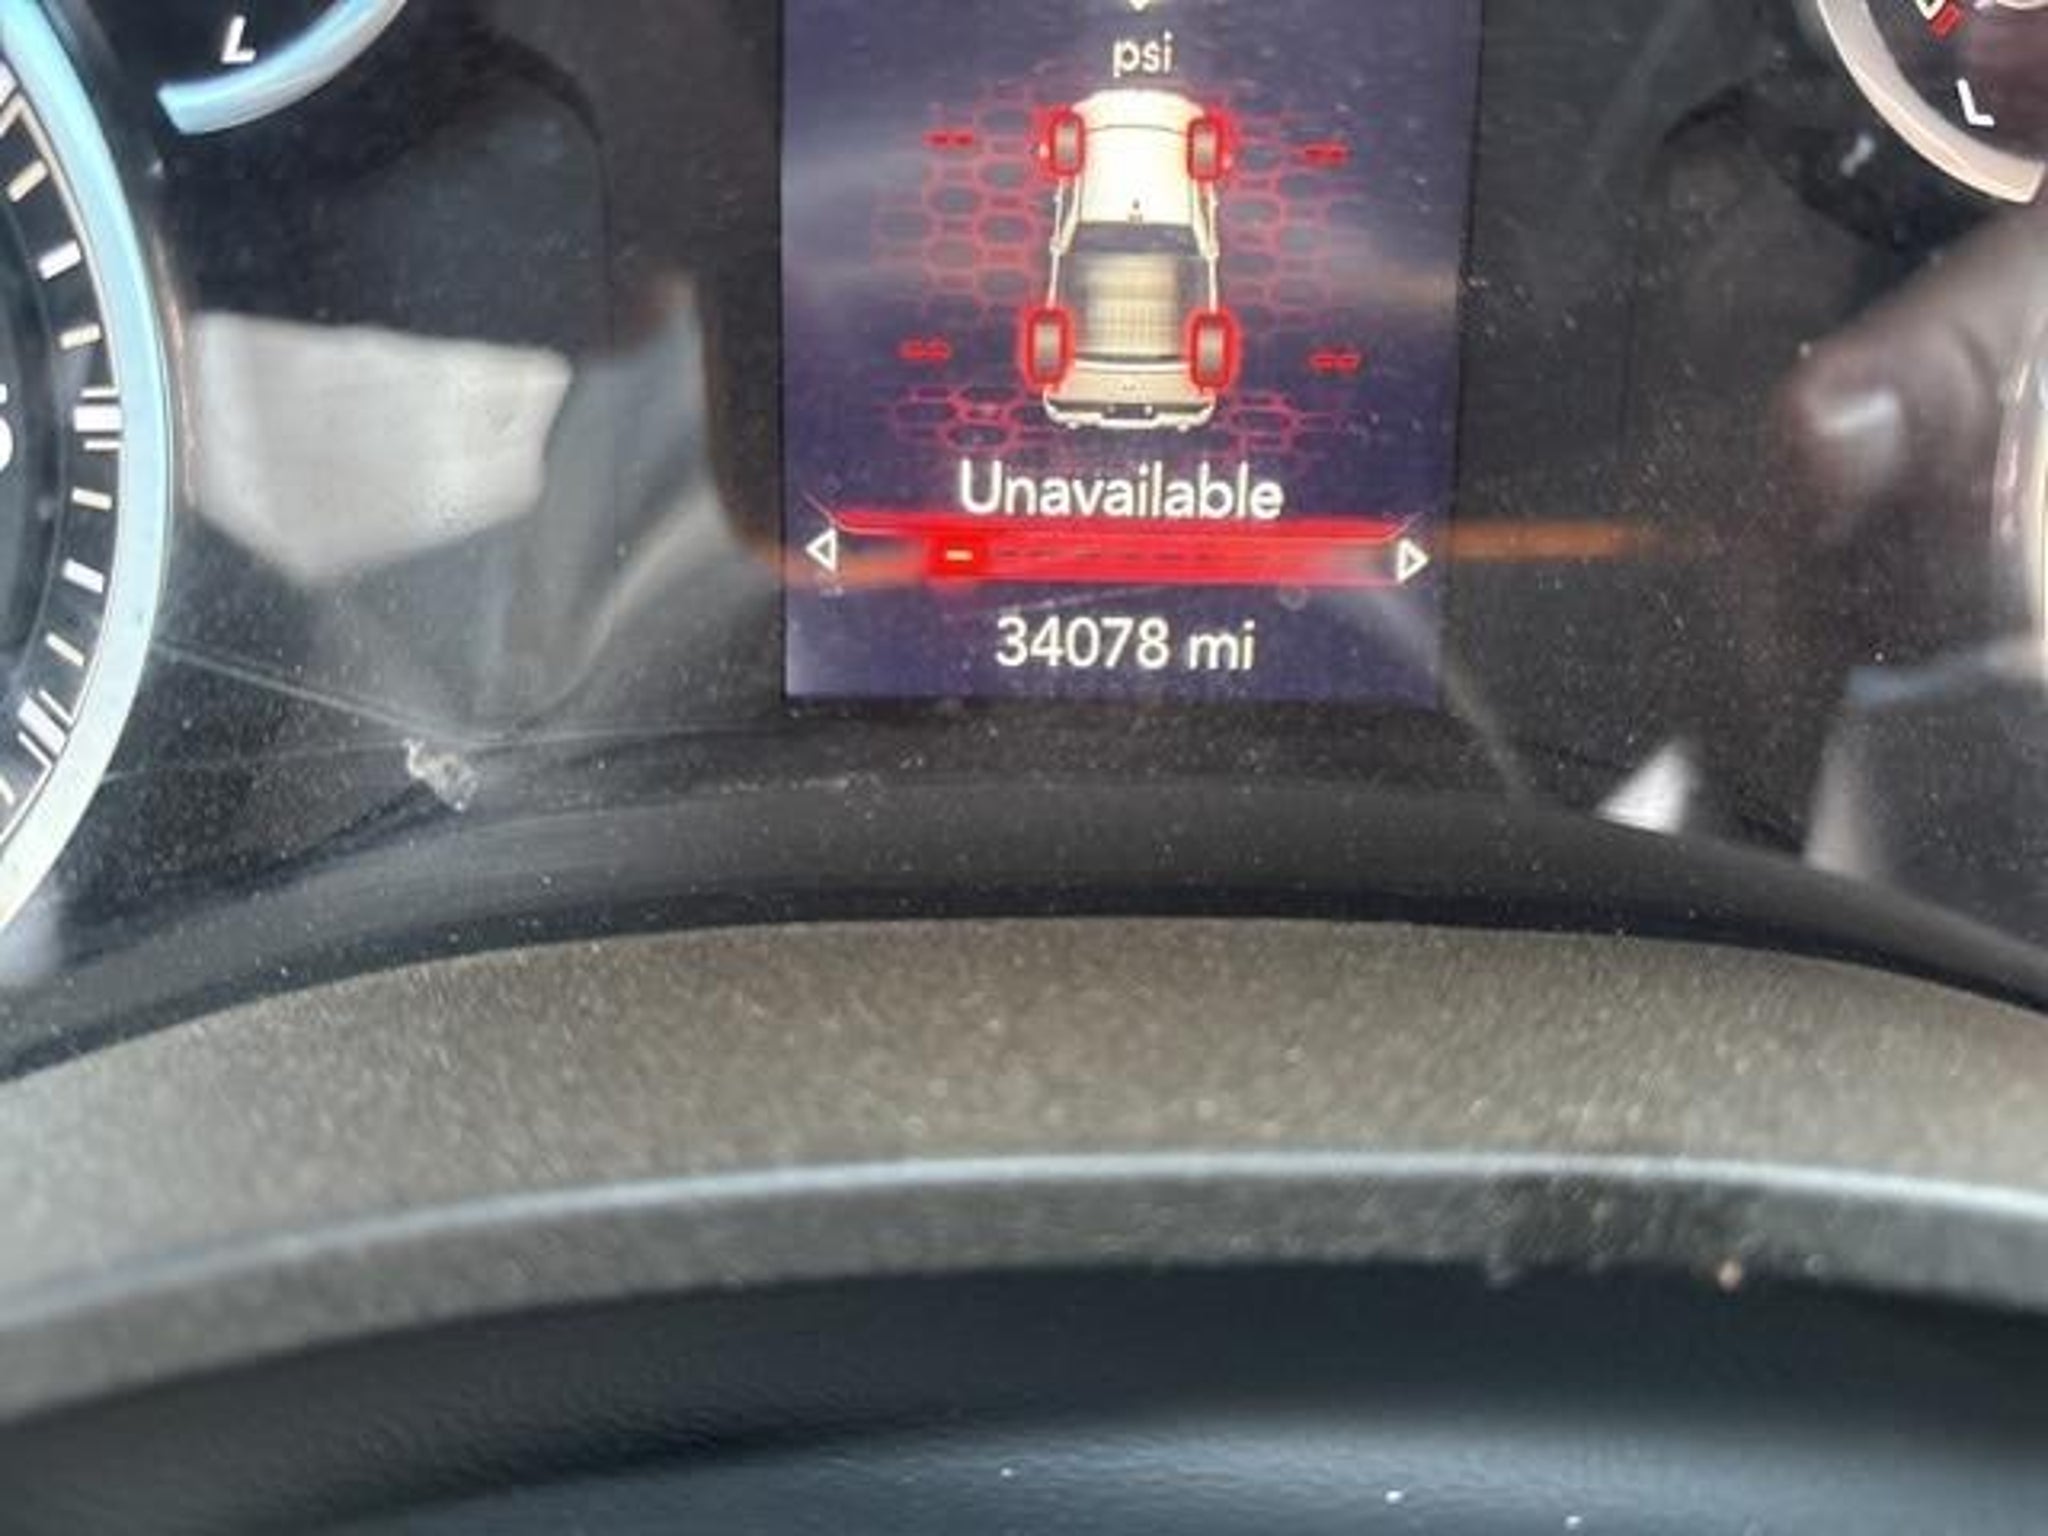 L
psi
L
--
--
--
--
Unavailable
34078 mi